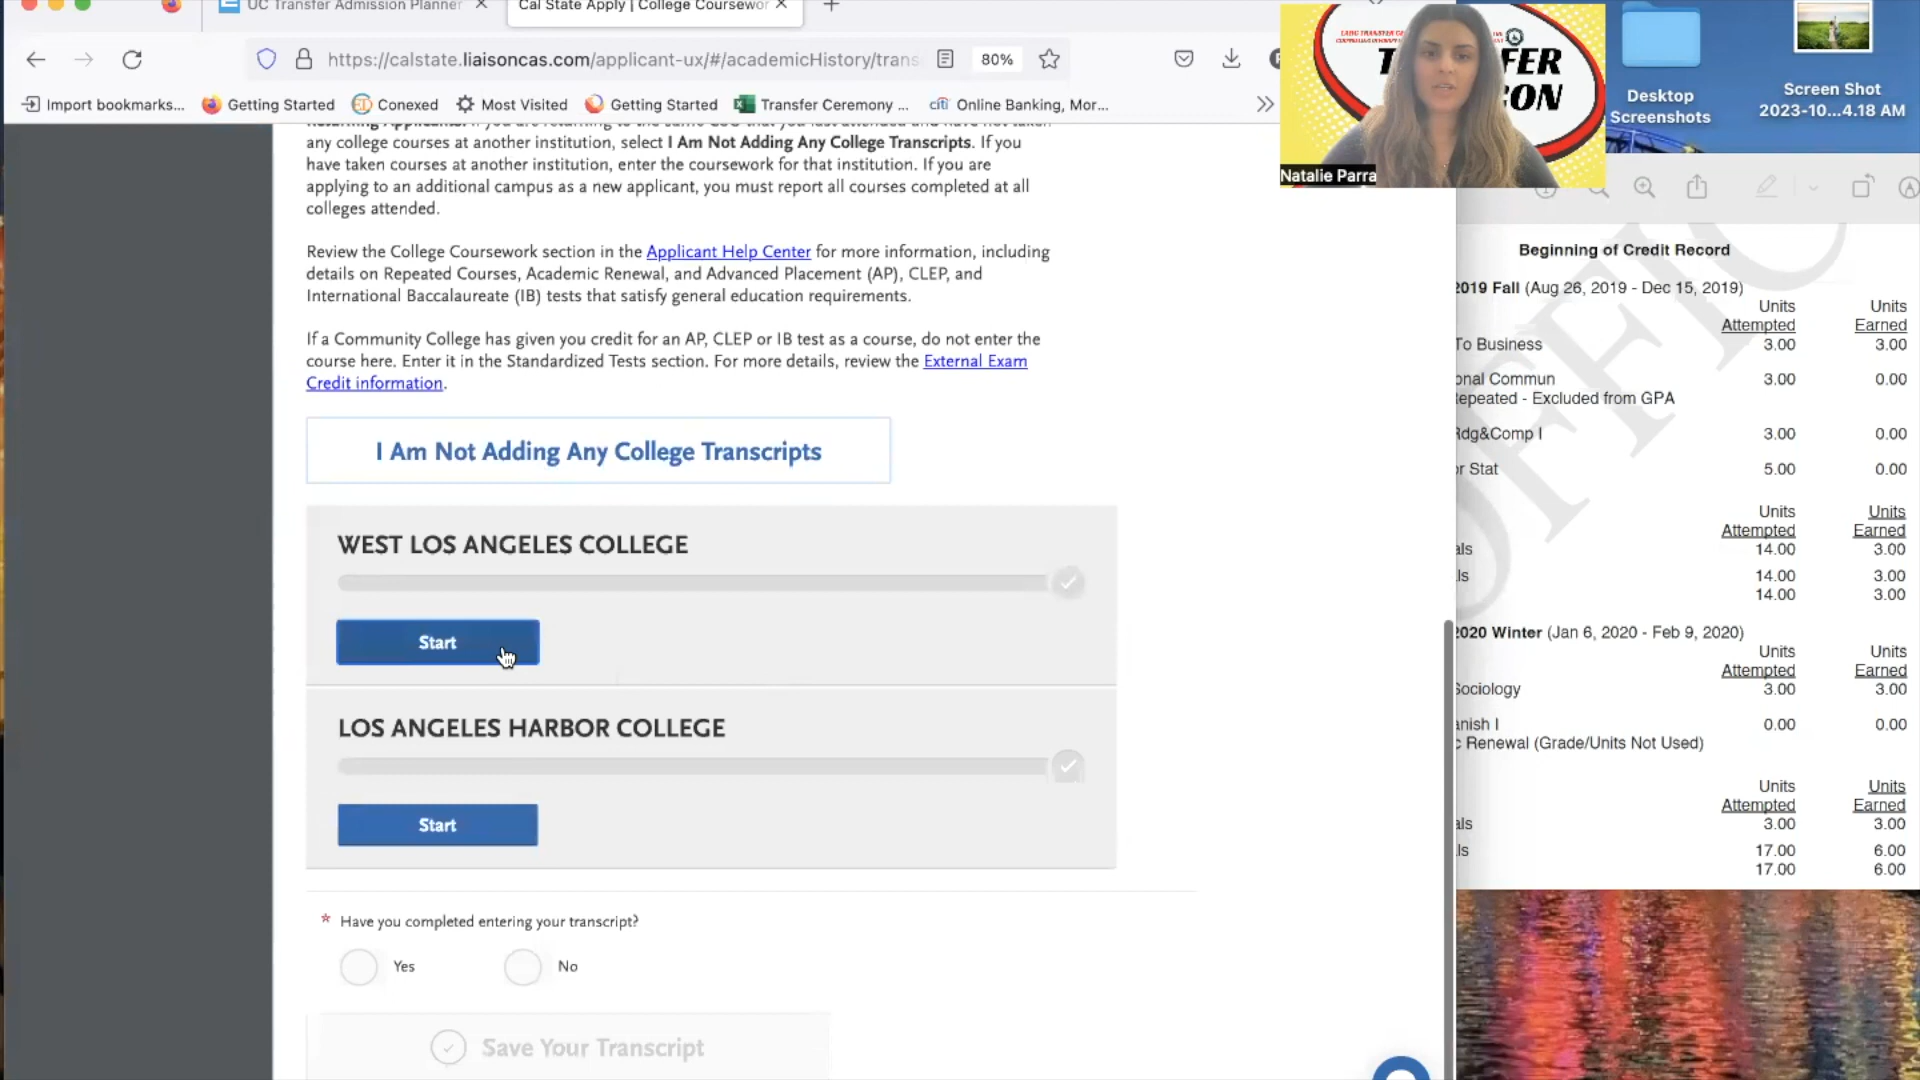 UC Transfer Admission Planner
Cal State Apply | College Coursewor
https://calstate.liaisoncas.com/applicant-ux/#/academicHistory/trans
80%
Import bookmarks...
Getting Started
Conexed
Most Visited
Getting Started
Transfer Ceremony ...
citi Online Banking, Mor...
any college courses at another institution, select I Am Not Adding Any College Transcripts. If you
have taken courses at another institution, enter the coursework for that institution. If you are
applying to an additional campus as a new applicant, you must report all courses completed at all
colleges attended.
Review the College Coursework section in the Applicant Help Center for more information, including
details on Repeated Courses, Academic Renewal, and Advanced Placement (AP), CLEP, and
International Baccalaureate (IB) tests that satisfy general education requirements.
If a Community College has given you credit for an AP, CLEP or IB test as a course, do not enter the
course here. Enter it in the Standardized Tests section. For more details, review the External Exam
Credit information.
I Am Not Adding Any College Transcripts
WEST LOS ANGELES COLLEGE
Start
LOS ANGELES HARBOR COLLEGE
Start
* Have you completed entering your transcript?
Yes
No
Save Your Transcript
Natalie Parra
Desktop
Screenshots
Screen Shot
2023-10...4.18 AM
Beginning of Credit Record
2019 Fall (Aug 26, 2019 - Dec 15, 2019)
Units Units
Attempted Earned
To Business 3.00 3.00
onal Commun 3.00 0.00
Repeated - Excluded from GPA
Rdg&Comp I 3.00 0.00
or Stat 5.00 0.00
Units Units
Attempted Earned
als 14.00 3.00
ls 14.00 3.00
14.00 3.00
2020 Winter (Jan 6, 2020 - Feb 9, 2020)
Units Units
Attempted Earned
Sociology 3.00 3.00
anish I 0.00 0.00
c Renewal (Grade/Units Not Used)
Units Units
Attempted Earned
als 3.00 3.00
ls 17.00 6.00
17.00 6.00